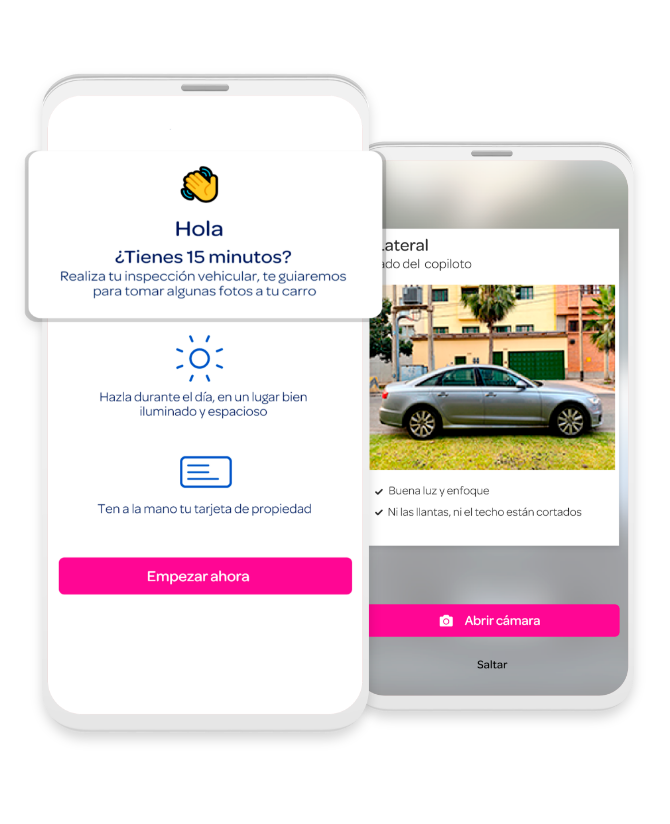 Hola
¿Tienes 15 minutos?
Realiza tu inspección vehicular, te guiaremos
para tomar algunas fotos a tu carro
Hazla durante el día, en un lugar bien
iluminado y espacioso
Ten a la mano tu tarjeta de propiedad
Empezar ahora
Lateral
ado del copiloto
Buena luz y enfoque
Ni las llantas, ni el techo están cortados
Abrir cámara
Saltar